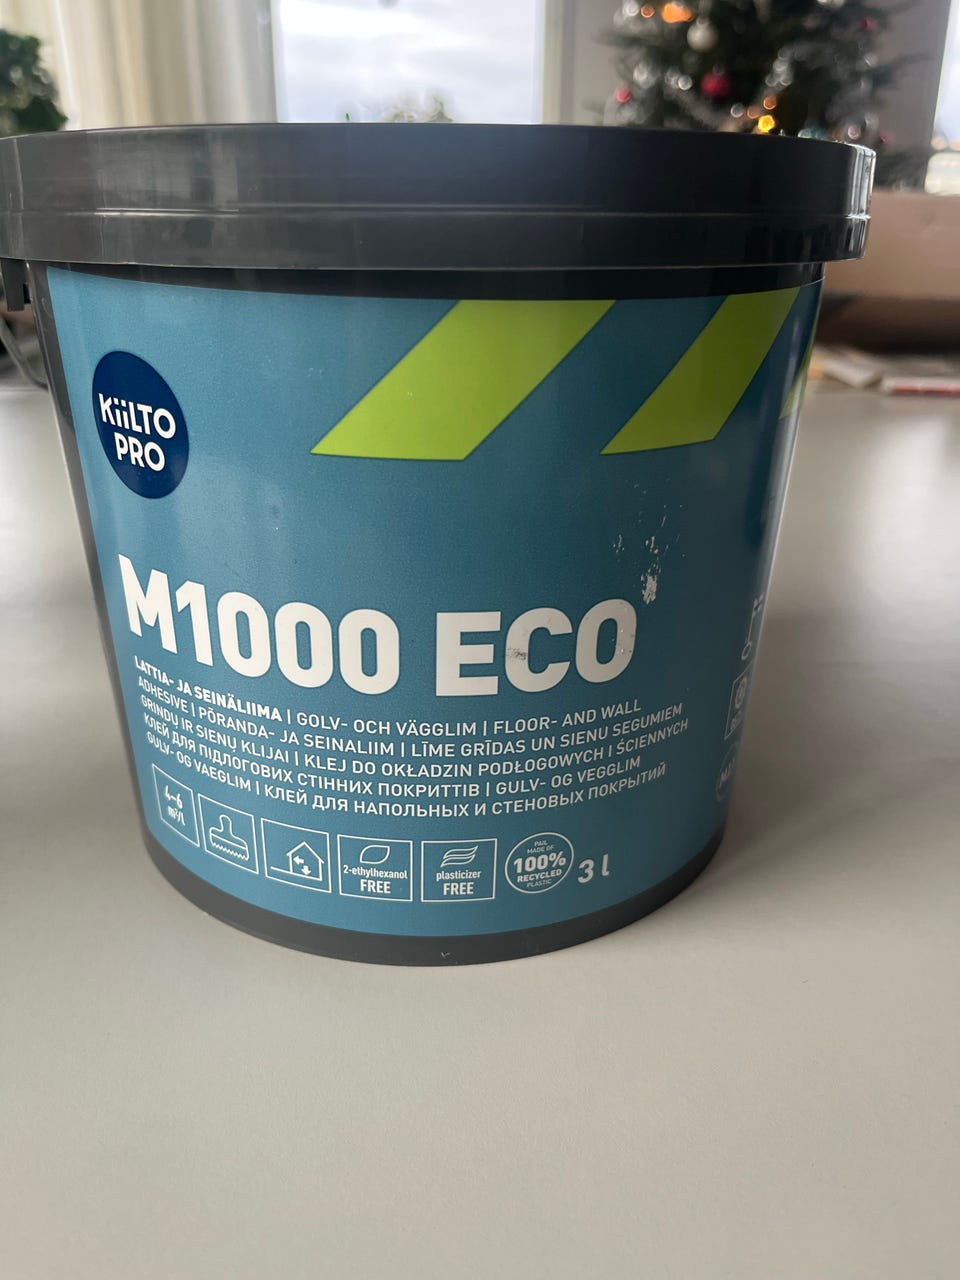 KiiLTO
PRO
M1000 ECO
LATTIA- JA SEINÄLIIMA | GOLV- OCH VÄGGLIM | FLOOR- AND WALL
ADHESIVE | PÕRANDA- JA SEINALIIM | LĪME GRĪDAS UN SIENU SEGUMIEM
GRINDŲ IR SIENŲ KLIJAI | KLEJ DO OKŁADZIN PODŁOGOWYCH I ŚCIENNYCH
КЛЕЙ ДЛЯ ПІДЛОГОВИХ СТІННИХ ПОКРИТТІВ | GULV- OG VEGGLIM
GULV- OG VAEGLIM | КЛЕЙ ДЛЯ НАПОЛЬНЫХ И СТЕНОВЫХ ПОКРЫТИЙ
4-6
m²/l
2-ethylhexanol
FREE
plasticizer
FREE
PAIL
MADE OF
100%
RECYCLED
PLASTIC
3 l